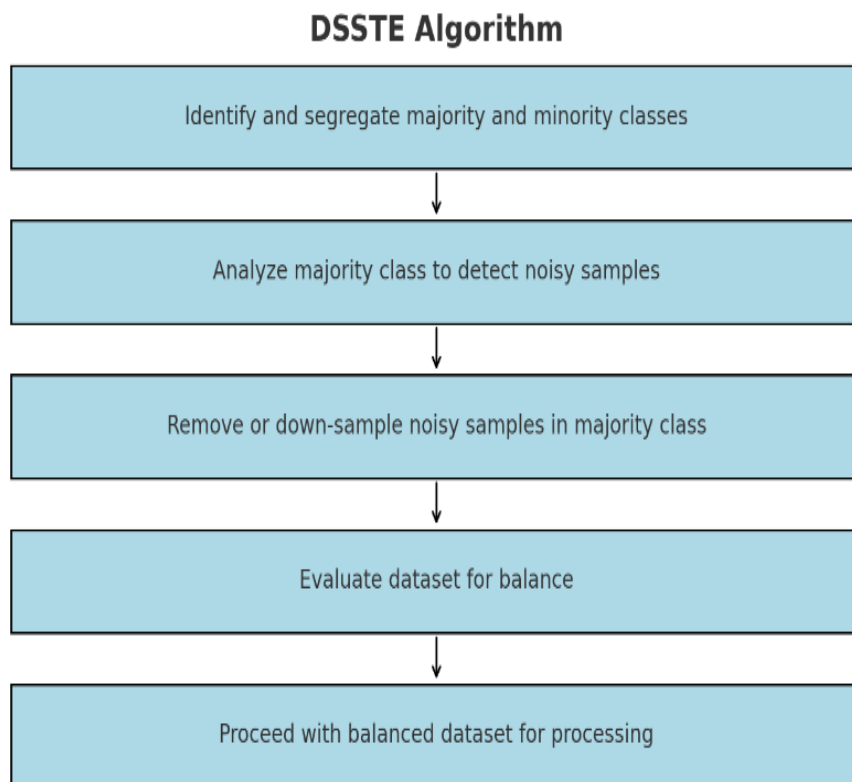 DSSTE Algorithm
Identify and segregate majority and minority classes
Analyze majority class to detect noisy samples
Remove or down-sample noisy samples in majority class
Evaluate dataset for balance
Proceed with balanced dataset for processing